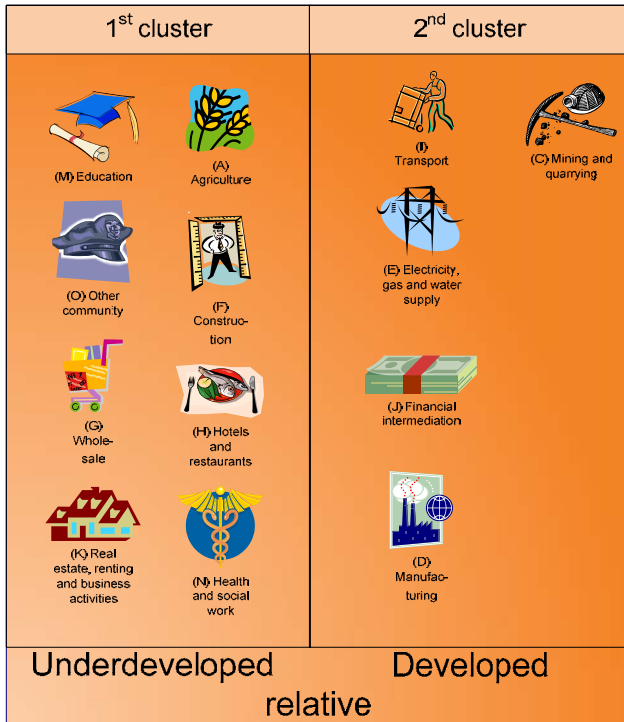 1st cluster
2nd cluster
(M) Education
(A)
Agriculture
(I)
Transport
(C) Mining and
quarrying
(O) Other
community
(F)
Construc-
tion
(E) Electricity,
gas and water
supply
(G)
Whole-
sale
(H) Hotels
and
restaurants
(J) Financial
intermediation
(K) Real
estate, renting
and business
activities
(N) Health
and social
work
(D)
Manufac-
turing
Underdeveloped
Developed
relative